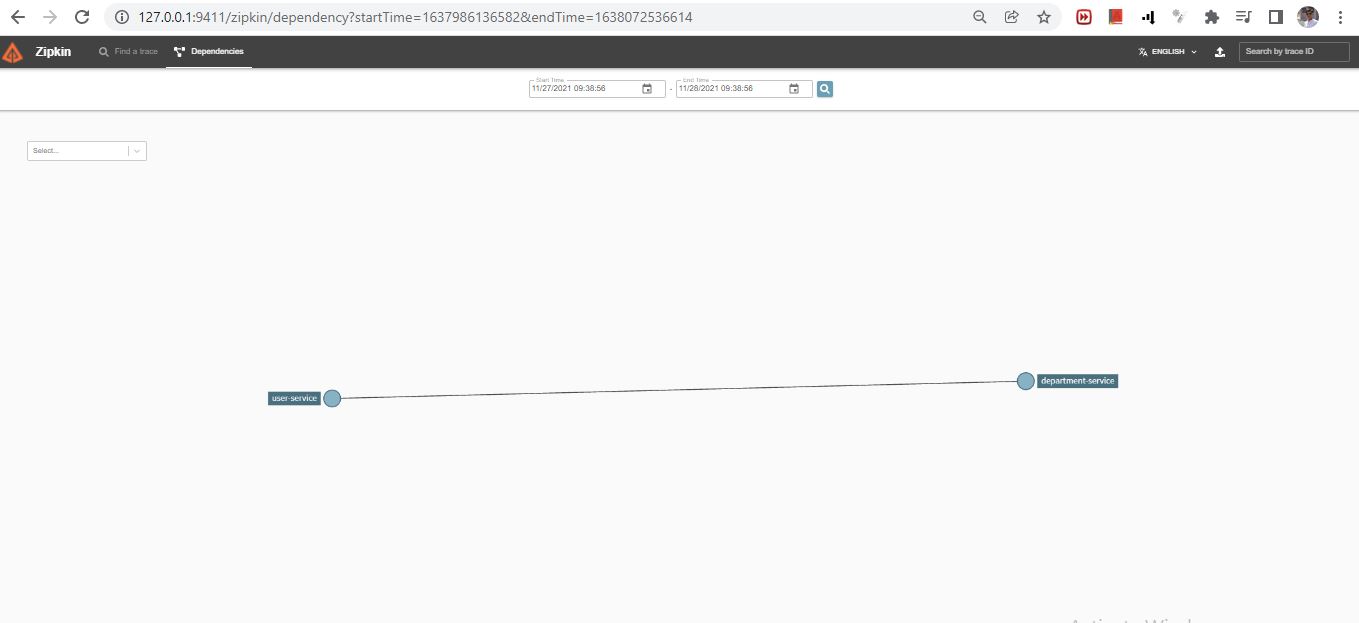 127.0.0.1:9411/zipkin/dependency?startTime=1637986136582&endTime=1638072536614
Zipkin
Find a trace
Dependencies
ENGLISH
Search by trace ID
Start Time
End Time
11/27/2021 09:38:56
-
11/28/2021 09:38:56
Select...
department-service
user-service